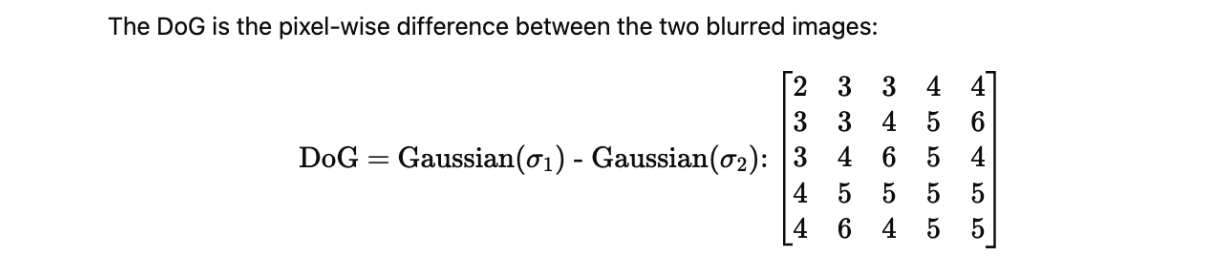 The DoG is the pixel-wise difference between the two blurred images:
2 3 3 4 4
3 3 4 5 6
DoG = Gaussian(σ₁) - Gaussian(σ₂): 3 4 6 5 4
4 5 5 5 5
4 6 4 5 5